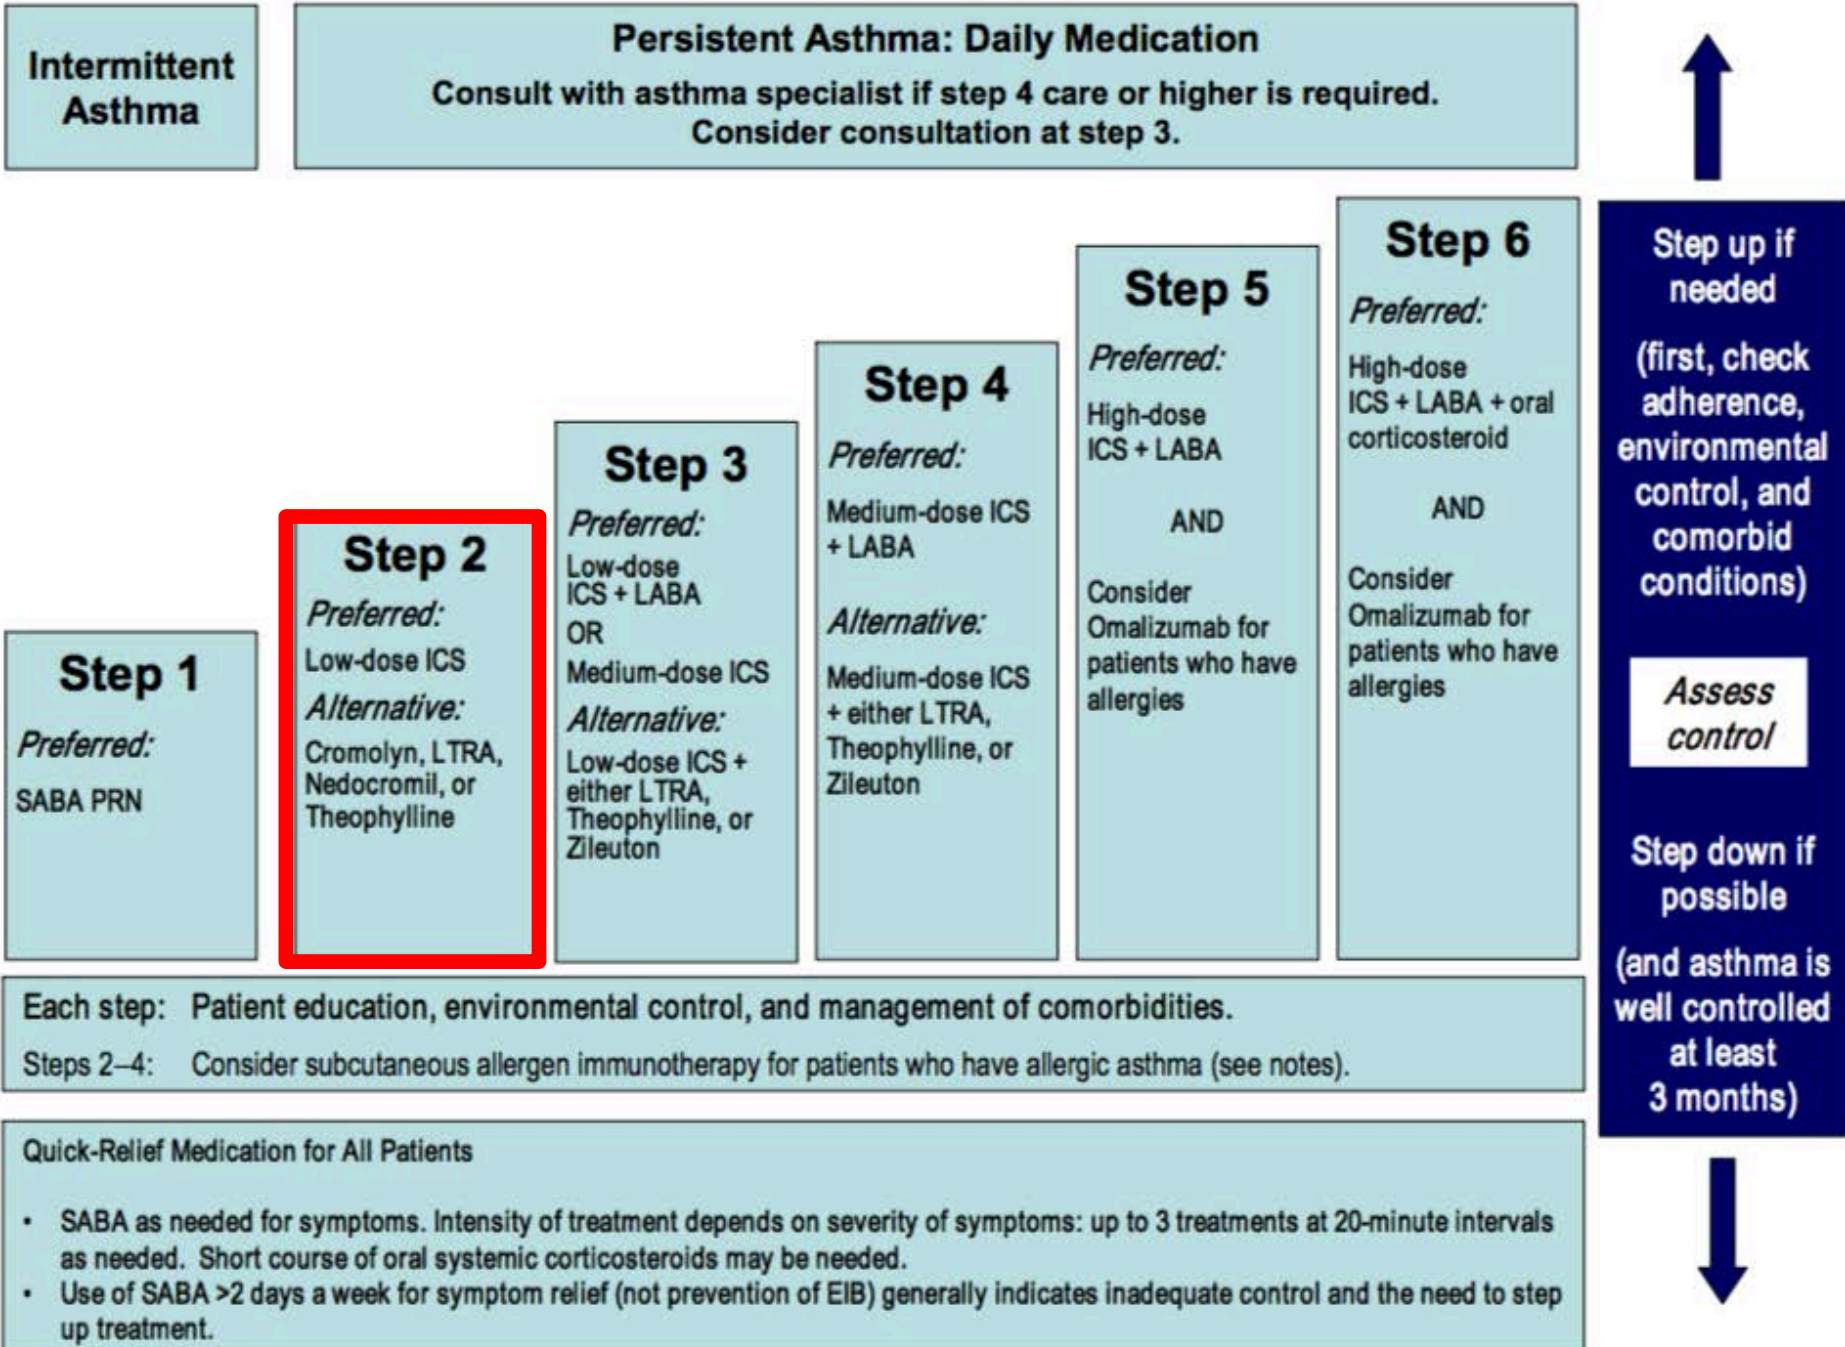 Intermittent
Asthma
Persistent Asthma: Daily Medication
Consult with asthma specialist if step 4 care or higher is required.
Consider consultation at step 3.
Step 1
Preferred:
SABA PRN
Step 2
Preferred:
Low-dose ICS
Alternative:
Cromolyn, LTRA,
Nedocromil, or
Theophylline
Step 3
Preferred:
Low-dose
ICS + LABA
OR
Medium-dose ICS
Alternative:
Low-dose ICS +
either LTRA,
Theophylline, or
Zileuton
Step 4
Preferred:
Medium-dose ICS
+ LABA
Alternative:
Medium-dose ICS
+ either LTRA,
Theophylline, or
Zileuton
Step 5
Preferred:
High-dose
ICS + LABA
AND
Consider
Omalizumab for
patients who have
allergies
Step 6
Preferred:
High-dose
ICS + LABA + oral
corticosteroid
AND
Consider
Omalizumab for
patients who have
allergies
Step up if
needed
(first, check
adherence,
environmental
control, and
comorbid
conditions)
Assess
control
Step down if
possible
(and asthma is
well controlled
at least
3 months)
Each step: Patient education, environmental control, and management of comorbidities.
Steps 2–4: Consider subcutaneous allergen immunotherapy for patients who have allergic asthma (see notes).
Quick-Relief Medication for All Patients
• SABA as needed for symptoms. Intensity of treatment depends on severity of symptoms: up to 3 treatments at 20-minute intervals
as needed. Short course of oral systemic corticosteroids may be needed.
• Use of SABA >2 days a week for symptom relief (not prevention of EIB) generally indicates inadequate control and the need to step
up treatment.